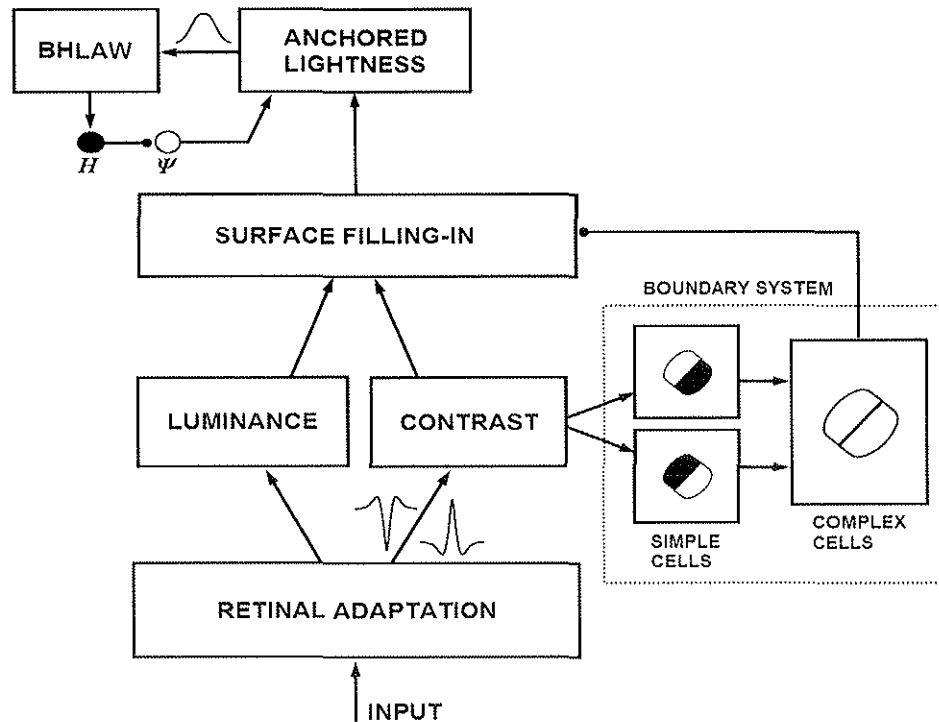 BHLAW
ANCHORED
LIGHTNESS
H
Ψ
SURFACE FILLING-IN
BOUNDARY SYSTEM
LUMINANCE
CONTRAST
SIMPLE
CELLS
COMPLEX
CELLS
RETINAL ADAPTATION
INPUT